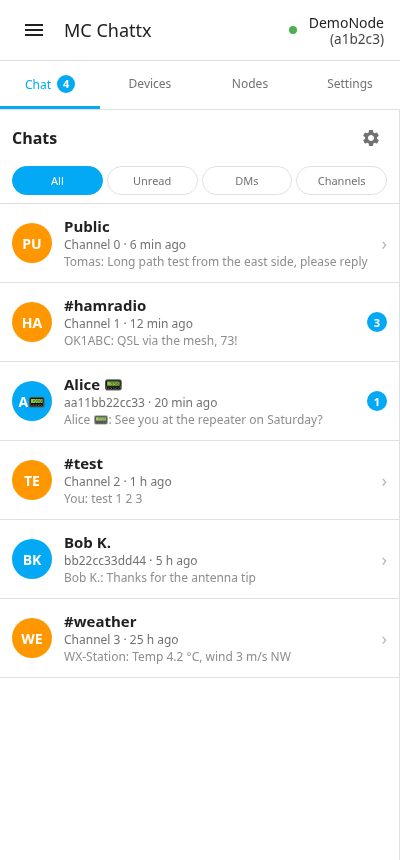 MC Chattx
DemoNode
(a1b2c3)
Chat 4
Devices
Nodes
Settings
Chats
All
Unread
DMs
Channels
PU
Public
Channel 0 · 6 min ago
Tomas: Long path test from the east side, please reply
HA
#hamradio
Channel 1 · 12 min ago
OK1ABC: QSL via the mesh, 73!
3
A📟
Alice 📟
aa11bb22cc33 · 20 min ago
Alice 📟: See you at the repeater on Saturday?
1
TE
#test
Channel 2 · 1 h ago
You: test 1 2 3
BK
Bob K.
bb22cc33dd44 · 5 h ago
Bob K.: Thanks for the antenna tip
WE
#weather
Channel 3 · 25 h ago
WX-Station: Temp 4.2 °C, wind 3 m/s NW